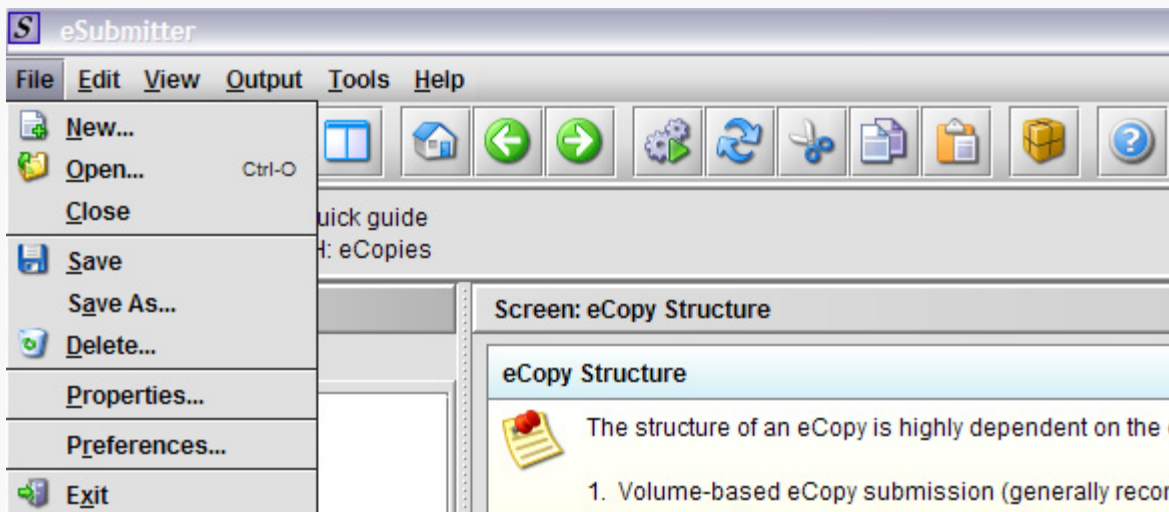 eSubmitter
File Edit View Output Tools Help
New...
Open... Ctrl-O
Close
Save
Save As...
Delete...
Properties...
Preferences...
Exit
uick guide
H: eCopies
Screen: eCopy Structure
eCopy Structure
The structure of an eCopy is highly dependent on the
1. Volume-based eCopy submission (generally